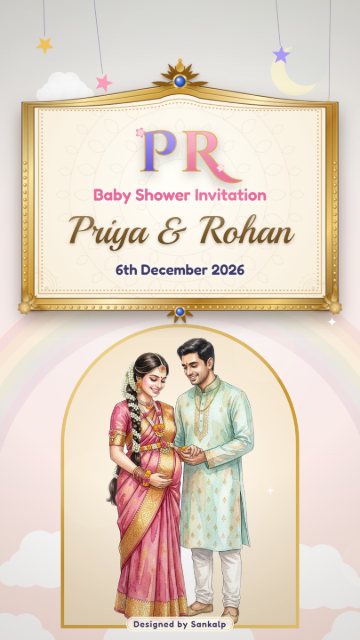 PR
Baby Shower Invitation
Priya & Rohan
6th December 2026
Designed by Sankalp